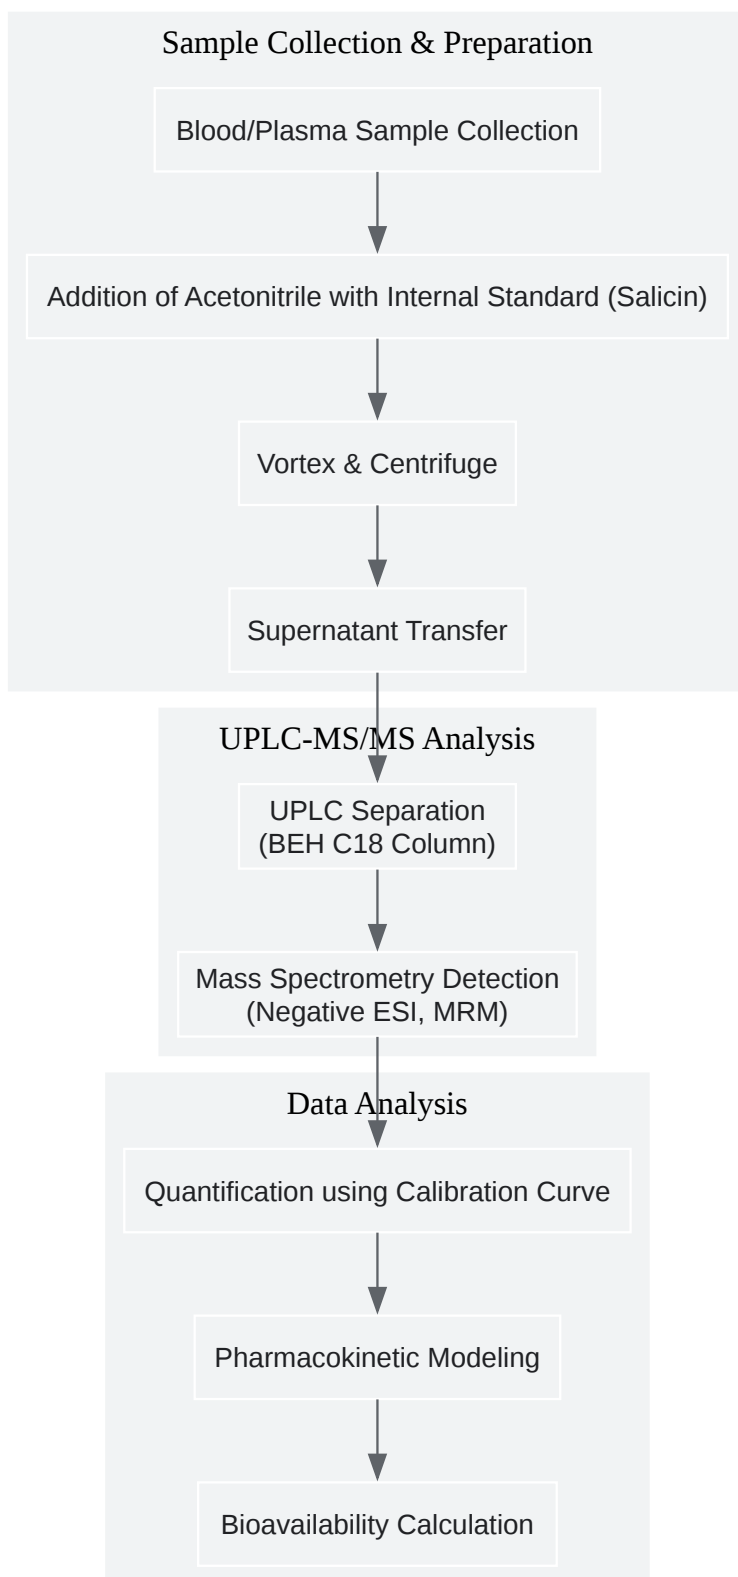 Sample Collection & Preparation
Blood/Plasma Sample Collection
Addition of Acetonitrile with Internal Standard (Salicin)
Vortex & Centrifuge
Supernatant Transfer
UPLC-MS/MS Analysis
UPLC Separation
(BEH C18 Column)
Mass Spectrometry Detection
(Negative ESI, MRM)
Data Analysis
Quantification using Calibration Curve
Pharmacokinetic Modeling
Bioavailability Calculation